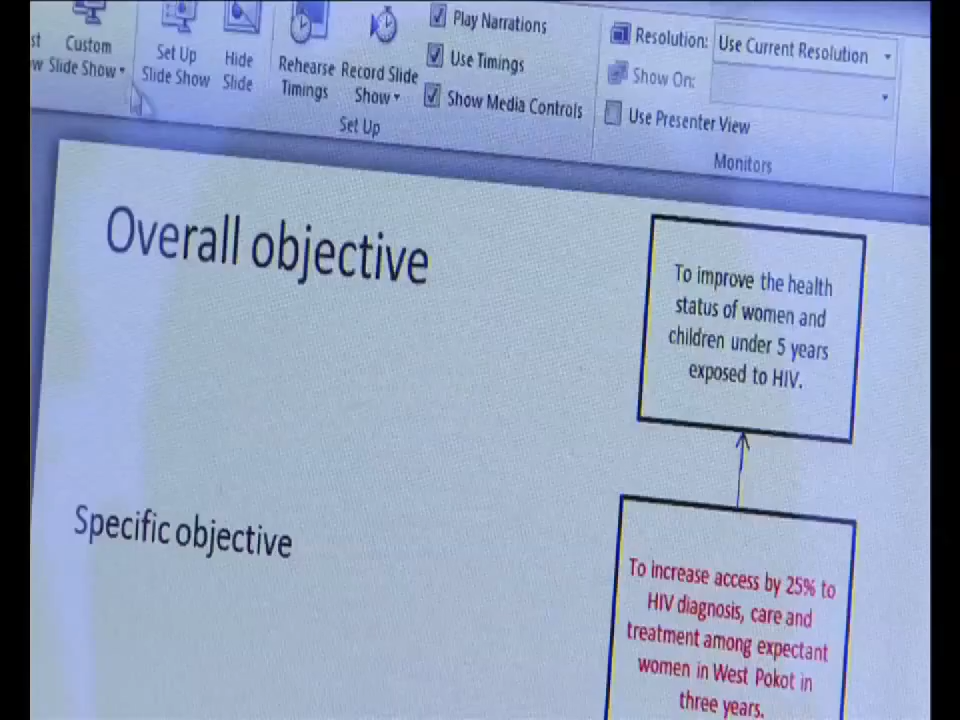 Custom
Slide Show
Set Up
Slide Show
Hide
Slide
Rehearse
Timings
Record Slide
Show
Play Narrations
Use Timings
Show Media Controls
Set Up
Resolution:
Use Current Resolution
Show On:
Use Presenter View
Monitors
Overall objective
To improve the health
status of women and
children under 5 years
exposed to HIV.
Specific objective
To increase access by 25% to
HIV diagnosis, care and
treatment among expectant
women in West Pokot in
three years.